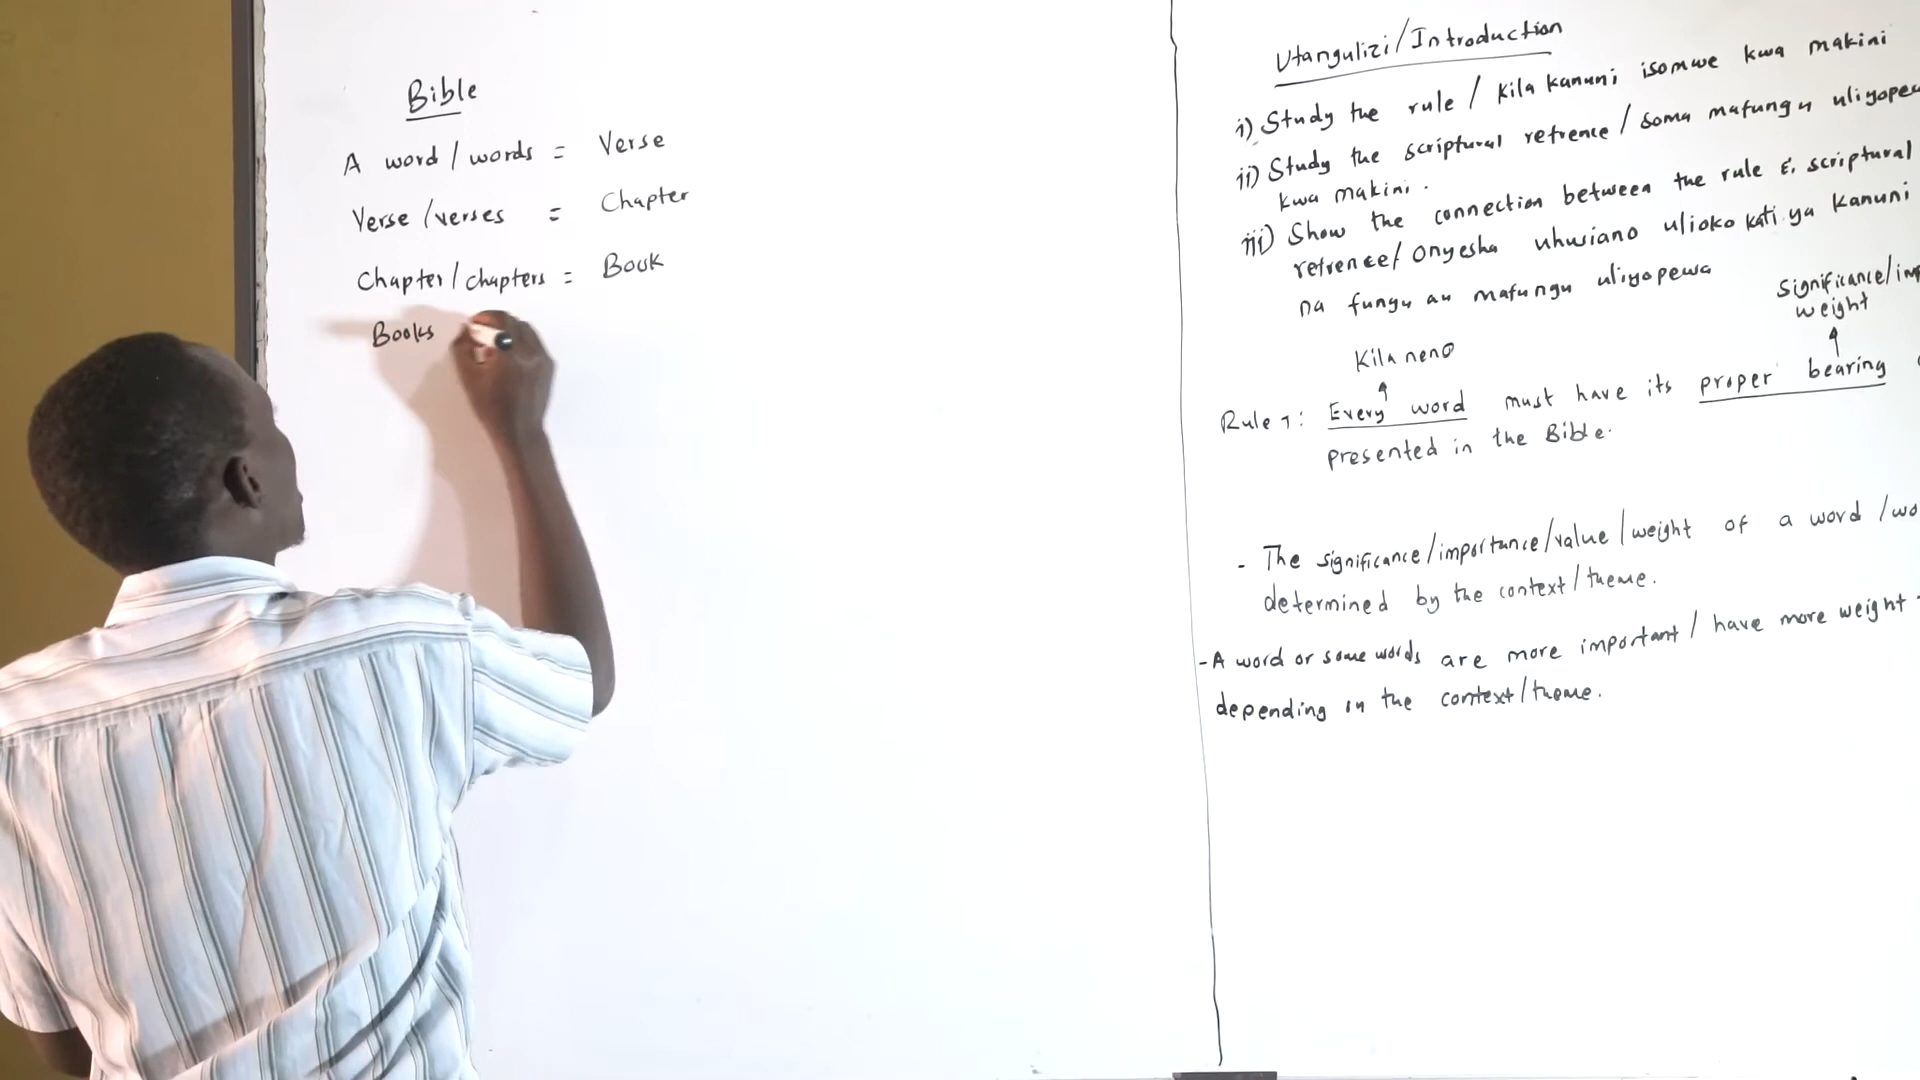 Bible
A word / words = Verse
Verse / verses = Chapter
Chapter / chapters = Book
Books
Utangulizi / Introduction
i) Study the rule / kila kanuni isomwe kwa makini
ii) Study the scriptural refrence / soma mafungu uliyopewa
kwa makini.
iii) Show the connection between the rule & scriptural
refrence / onyesha uhusiano ulioko kati ya kanuni
na fungu au mafungu uliyopewa
Significance/
weight
Kila neno
Rule 1: Every word must have its proper bearing
presented in the Bible.
- The significance/importance/value/weight of a word /
determined by the context/theme.
- A word or some words are more important / have more weight
depending on the context/theme.